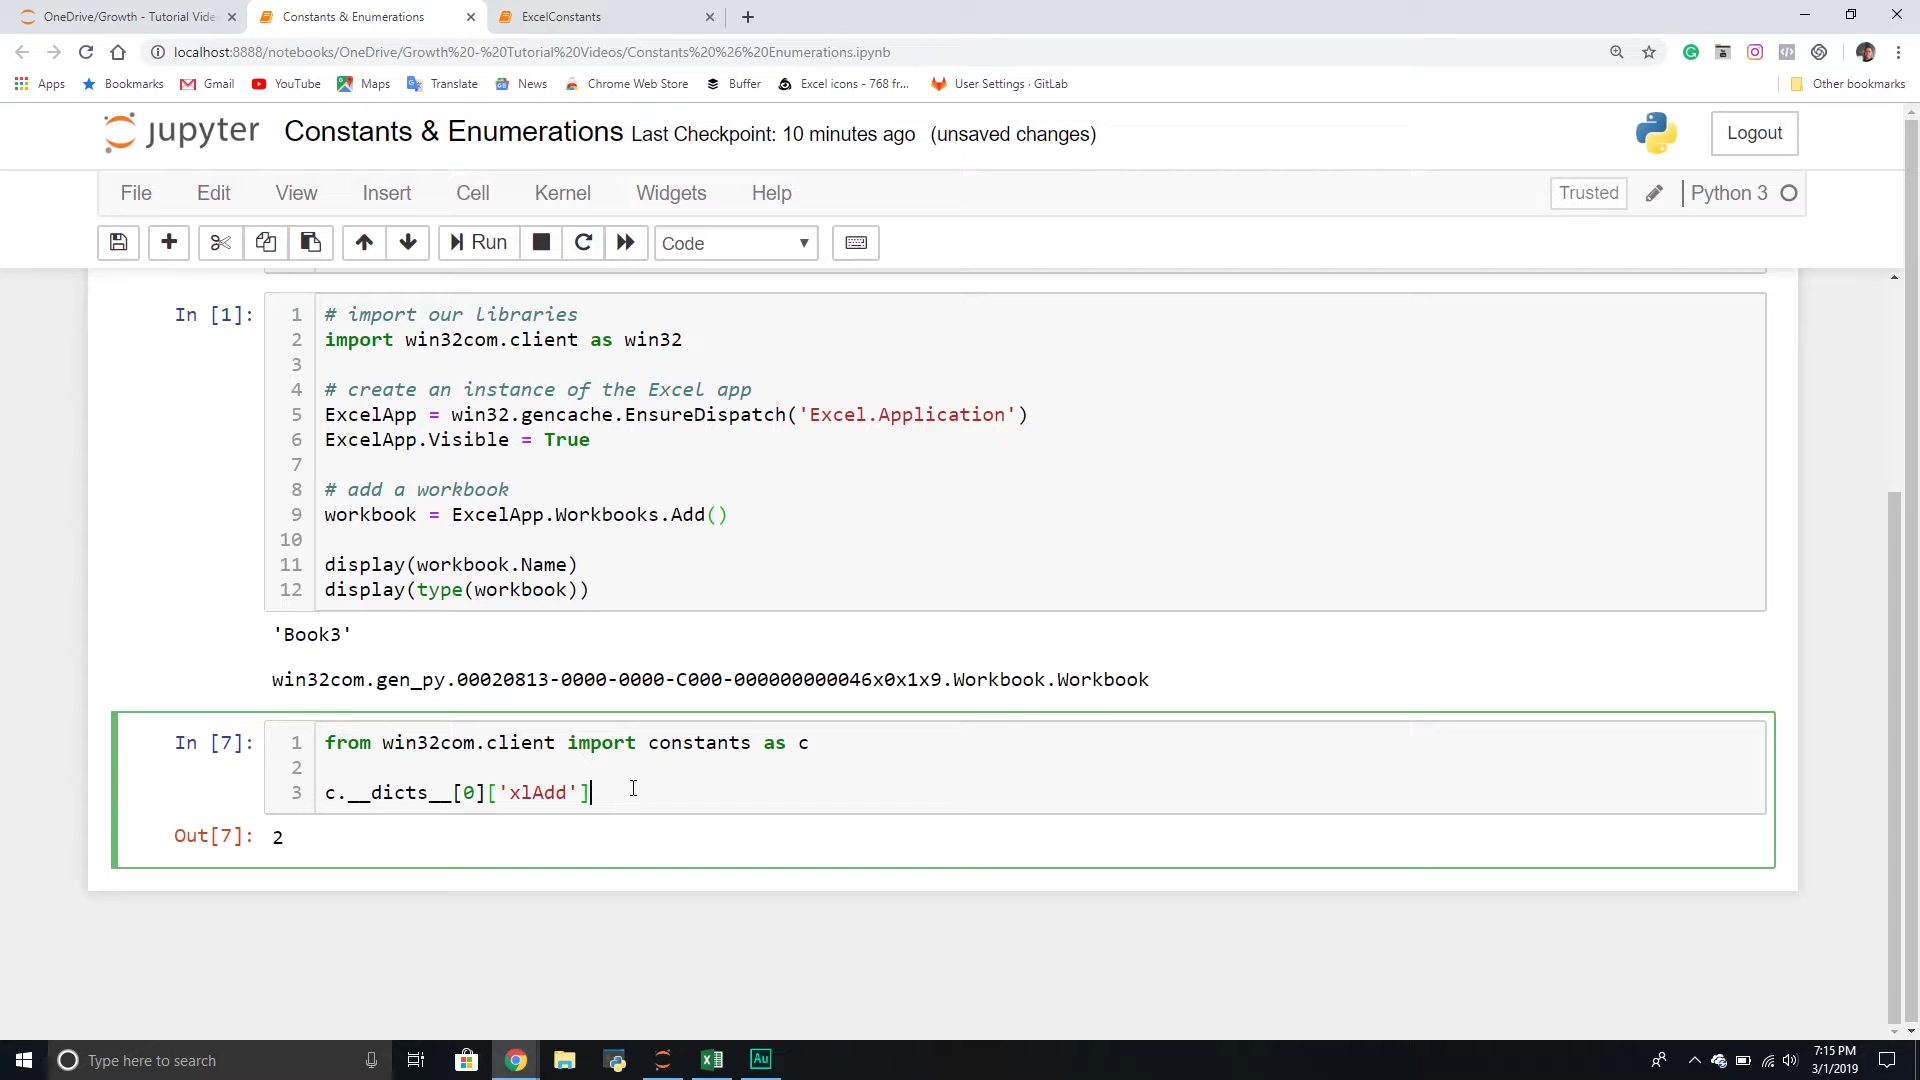 OneDrive/Growth - Tutorial Vide
Constants & Enumerations
ExcelConstants
localhost:8888/notebooks/OneDrive/Growth%20-%20Tutorial%20Videos/Constants%20%26%20Enumerations.ipynb
Apps
Bookmarks
Gmail
YouTube
Maps
Translate
News
Chrome Web Store
Buffer
Excel icons - 768 fr...
User Settings · GitLab
Other bookmarks
jupyter
Constants & Enumerations Last Checkpoint: 10 minutes ago (unsaved changes)
Logout
File Edit View Insert Cell Kernel Widgets Help
Trusted
Python 3
Run
Code
In [1]:
1 # import our libraries
2 import win32com.client as win32
3
4 # create an instance of the Excel app
5 ExcelApp = win32.gencache.EnsureDispatch('Excel.Application')
6 ExcelApp.Visible = True
7
8 # add a workbook
9 workbook = ExcelApp.Workbooks.Add()
10
11 display(workbook.Name)
12 display(type(workbook))
'Book3'
win32com.gen_py.00020813-0000-0000-C000-000000000046x0x1x9.Workbook.Workbook
In [7]:
1 from win32com.client import constants as c
2
3 c.__dicts__[0]['xlAdd']
Out[7]: 2
Type here to search
Au
7:15 PM
3/1/2019